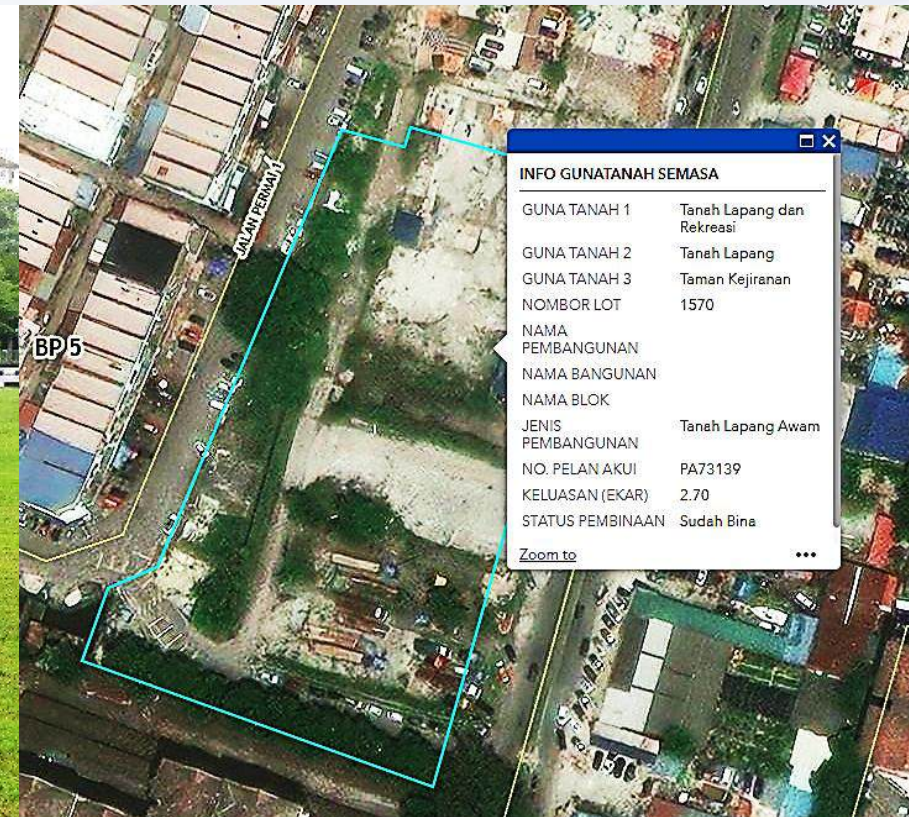 JALAN PERMAI 1
BP 5
INFO GUNATANAH SEMASA
GUNA TANAH 1 Tanah Lapang dan
Rekreasi
GUNA TANAH 2 Tanah Lapang
GUNA TANAH 3 Taman Kejiranan
NOMBOR LOT 1570
NAMA
PEMBANGUNAN
NAMA BANGUNAN
NAMA BLOK
JENIS
PEMBANGUNAN Tanah Lapang Awam
NO. PELAN AKUI PA73139
KELUASAN (EKAR) 2.70
STATUS PEMBINAAN Sudah Bina
Zoom to